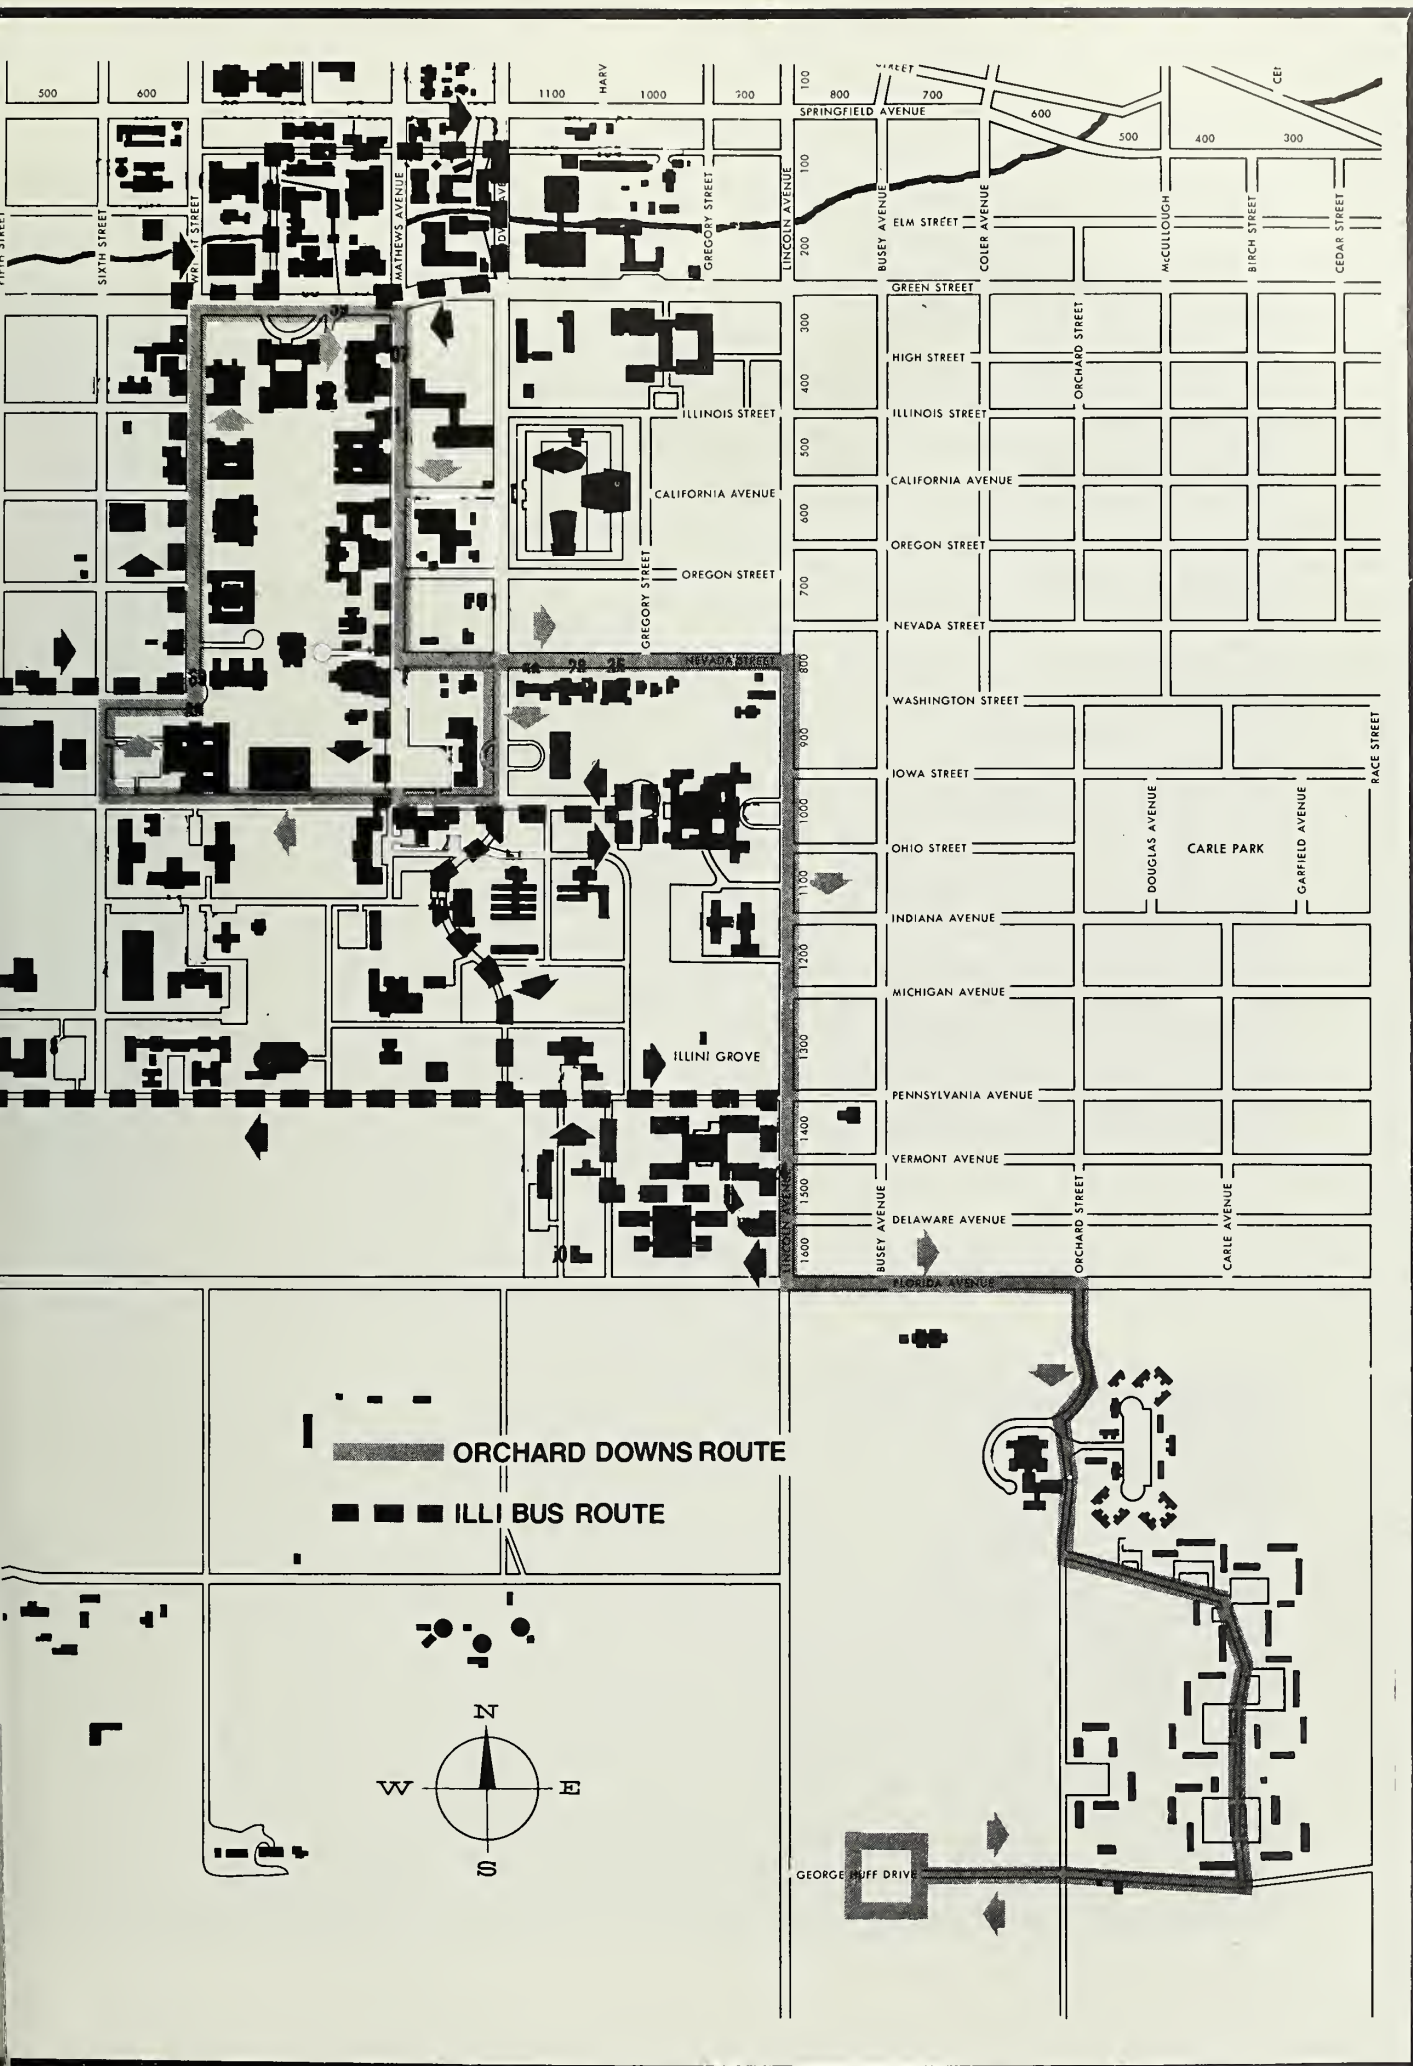 500
600
1100
HARV
1000
700
100
800
STREET
700
SPRINGFIELD AVENUE
600
500
400
300
CEN
SIXTH STREET
WRIGHT STREET
MATHEWS AVENUE
100
200
GREGORY STREET
LINCOLN AVENUE
BUSEY AVENUE
ELM STREET
COLER AVENUE
McCULLOUGH
BIRCH STREET
CEDAR STREET
GREEN STREET
300
HIGH STREET
ORCHARD STREET
400
ILLINOIS STREET
ILLINOIS STREET
500
CALIFORNIA AVENUE
CALIFORNIA AVENUE
600
OREGON STREET
OREGON STREET
700
GREGORY STREET
NEVADA STREET
NEVADA STREET
800
WASHINGTON STREET
900
RACE STREET
IOWA STREET
1000
DOUGLAS AVENUE
CARLE PARK
GARFIELD AVENUE
OHIO STREET
1100
INDIANA AVENUE
1200
MICHIGAN AVENUE
1300
ILLINI GROVE
PENNSYLVANIA AVENUE
1400
VERMONT AVENUE
1500
LINCOLN AVENUE
BUSEY AVENUE
ORCHARD STREET
CARLE AVENUE
DELAWARE AVENUE
1600
FLORIDA AVENUE
ORCHARD DOWNS ROUTE
ILLI BUS ROUTE
N
W
E
S
GEORGE HUFF DRIVE